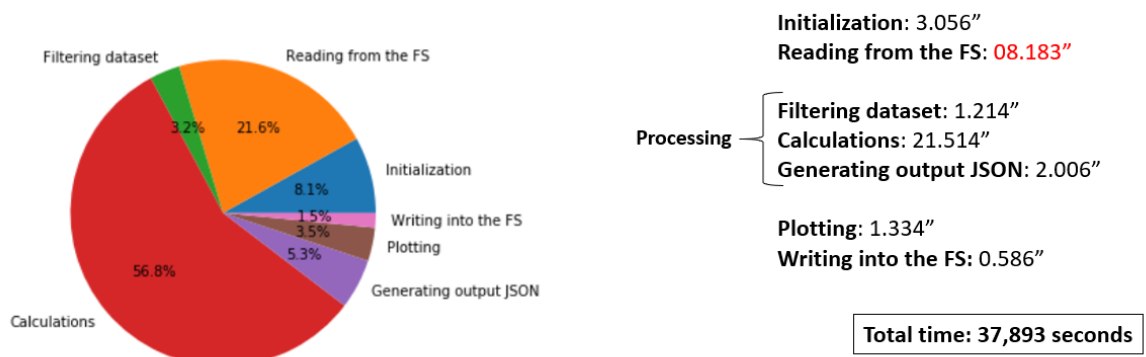 Filtering dataset
Reading from the FS
3.2%
21.6%
Initialization
8.1%
1.5%
Writing into the FS
3.5%
Plotting
5.3%
56.8%
Generating output JSON
Calculations
Initialization: 3.056”
Reading from the FS: 08.183”
Processing
Filtering dataset: 1.214”
Calculations: 21.514”
Generating output JSON: 2.006”
Plotting: 1.334”
Writing into the FS: 0.586”
Total time: 37,893 seconds